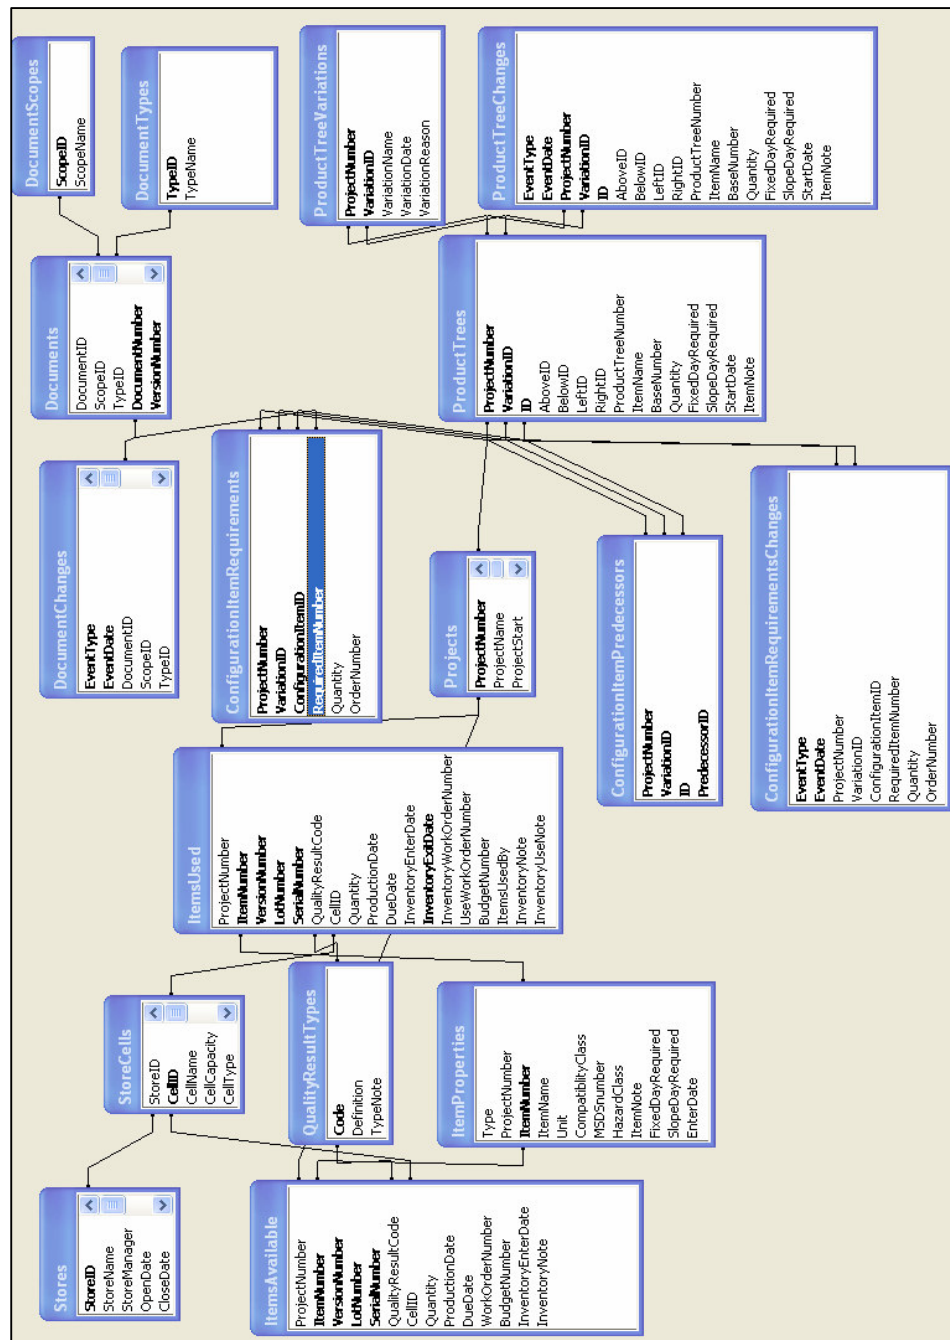 Stores
StoreID
StoreName
StoreManager
OpenDate
CloseDate
StoreCells
StoreID
CellID
CellName
CellCapacity
CellType
DocumentChanges
EventType
EventDate
DocumentID
ScopeID
TypeID
Documents
DocumentID
ScopeID
TypeID
DocumentNumber
VersionNumber
DocumentScopes
ScopeID
ScopeName
DocumentTypes
TypeID
TypeName
ItemsAvailable
ProjectNumber
ItemNumber
VersionNumber
LotNumber
SerialNumber
QualityResultCode
CellID
Quantity
ProductionDate
DueDate
WorkOrderNumber
BudgetNumber
InventoryEnterDate
InventoryNote
QualityResultTypes
Code
Definition
TypeNote
ItemsUsed
ProjectNumber
ItemNumber
VersionNumber
LotNumber
SerialNumber
QualityResultCode
CellID
Quantity
ProductionDate
DueDate
InventoryEnterDate
InventoryExitDate
InventoryWorkOrderNumber
UseWorkOrderNumber
BudgetNumber
ItemsUsedBy
InventoryNote
InventoryUseNote
ConfigurationItemRequirements
ProjectNumber
VariationID
ConfigurationItemID
RequiredItemNumber
Quantity
OrderNumber
ProductTreeVariations
ProjectNumber
VariationID
VariationName
VariationDate
VariationReason
ItemProperties
Type
ProjectNumber
ItemNumber
ItemName
Unit
CompatiblityClass
MSDSnumber
HazardClass
ItemNote
FixedDayRequired
SlopeDayRequired
EnterDate
Projects
ProjectNumber
ProjectName
ProjectStart
ProductTrees
ProjectNumber
VariationID
ID
AboveID
BelowID
LeftID
RightID
ProductTreeNumber
ItemName
BaseNumber
Quantity
FixedDayRequired
SlopeDayRequired
StartDate
ItemNote
ProductTreeChanges
EventType
EventDate
ProjectNumber
VariationID
ID
AboveID
BelowID
LeftID
RightID
ProductTreeNumber
ItemName
BaseNumber
Quantity
FixedDayRequired
SlopeDayRequired
StartDate
ItemNote
ConfigurationItemPredecessors
ProjectNumber
VariationID
ID
PredecessorID
ConfigurationItemRequirementsChanges
EventType
EventDate
ProjectNumber
VariationID
ConfigurationItemID
RequiredItemNumber
Quantity
OrderNumber